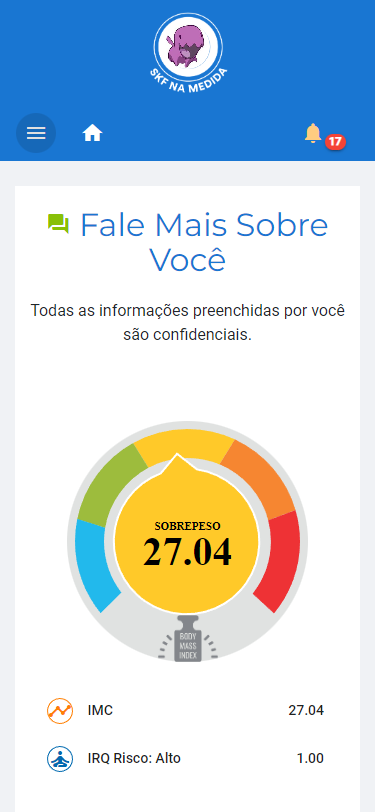 SKF NA MEDIDA
17
Fale Mais Sobre
Você
Todas as informações preenchidas por você
são confidenciais.
SOBREPESO
27.04
BODY
MASS
INDEX
IMC 27.04
IRQ Risco: Alto 1.00